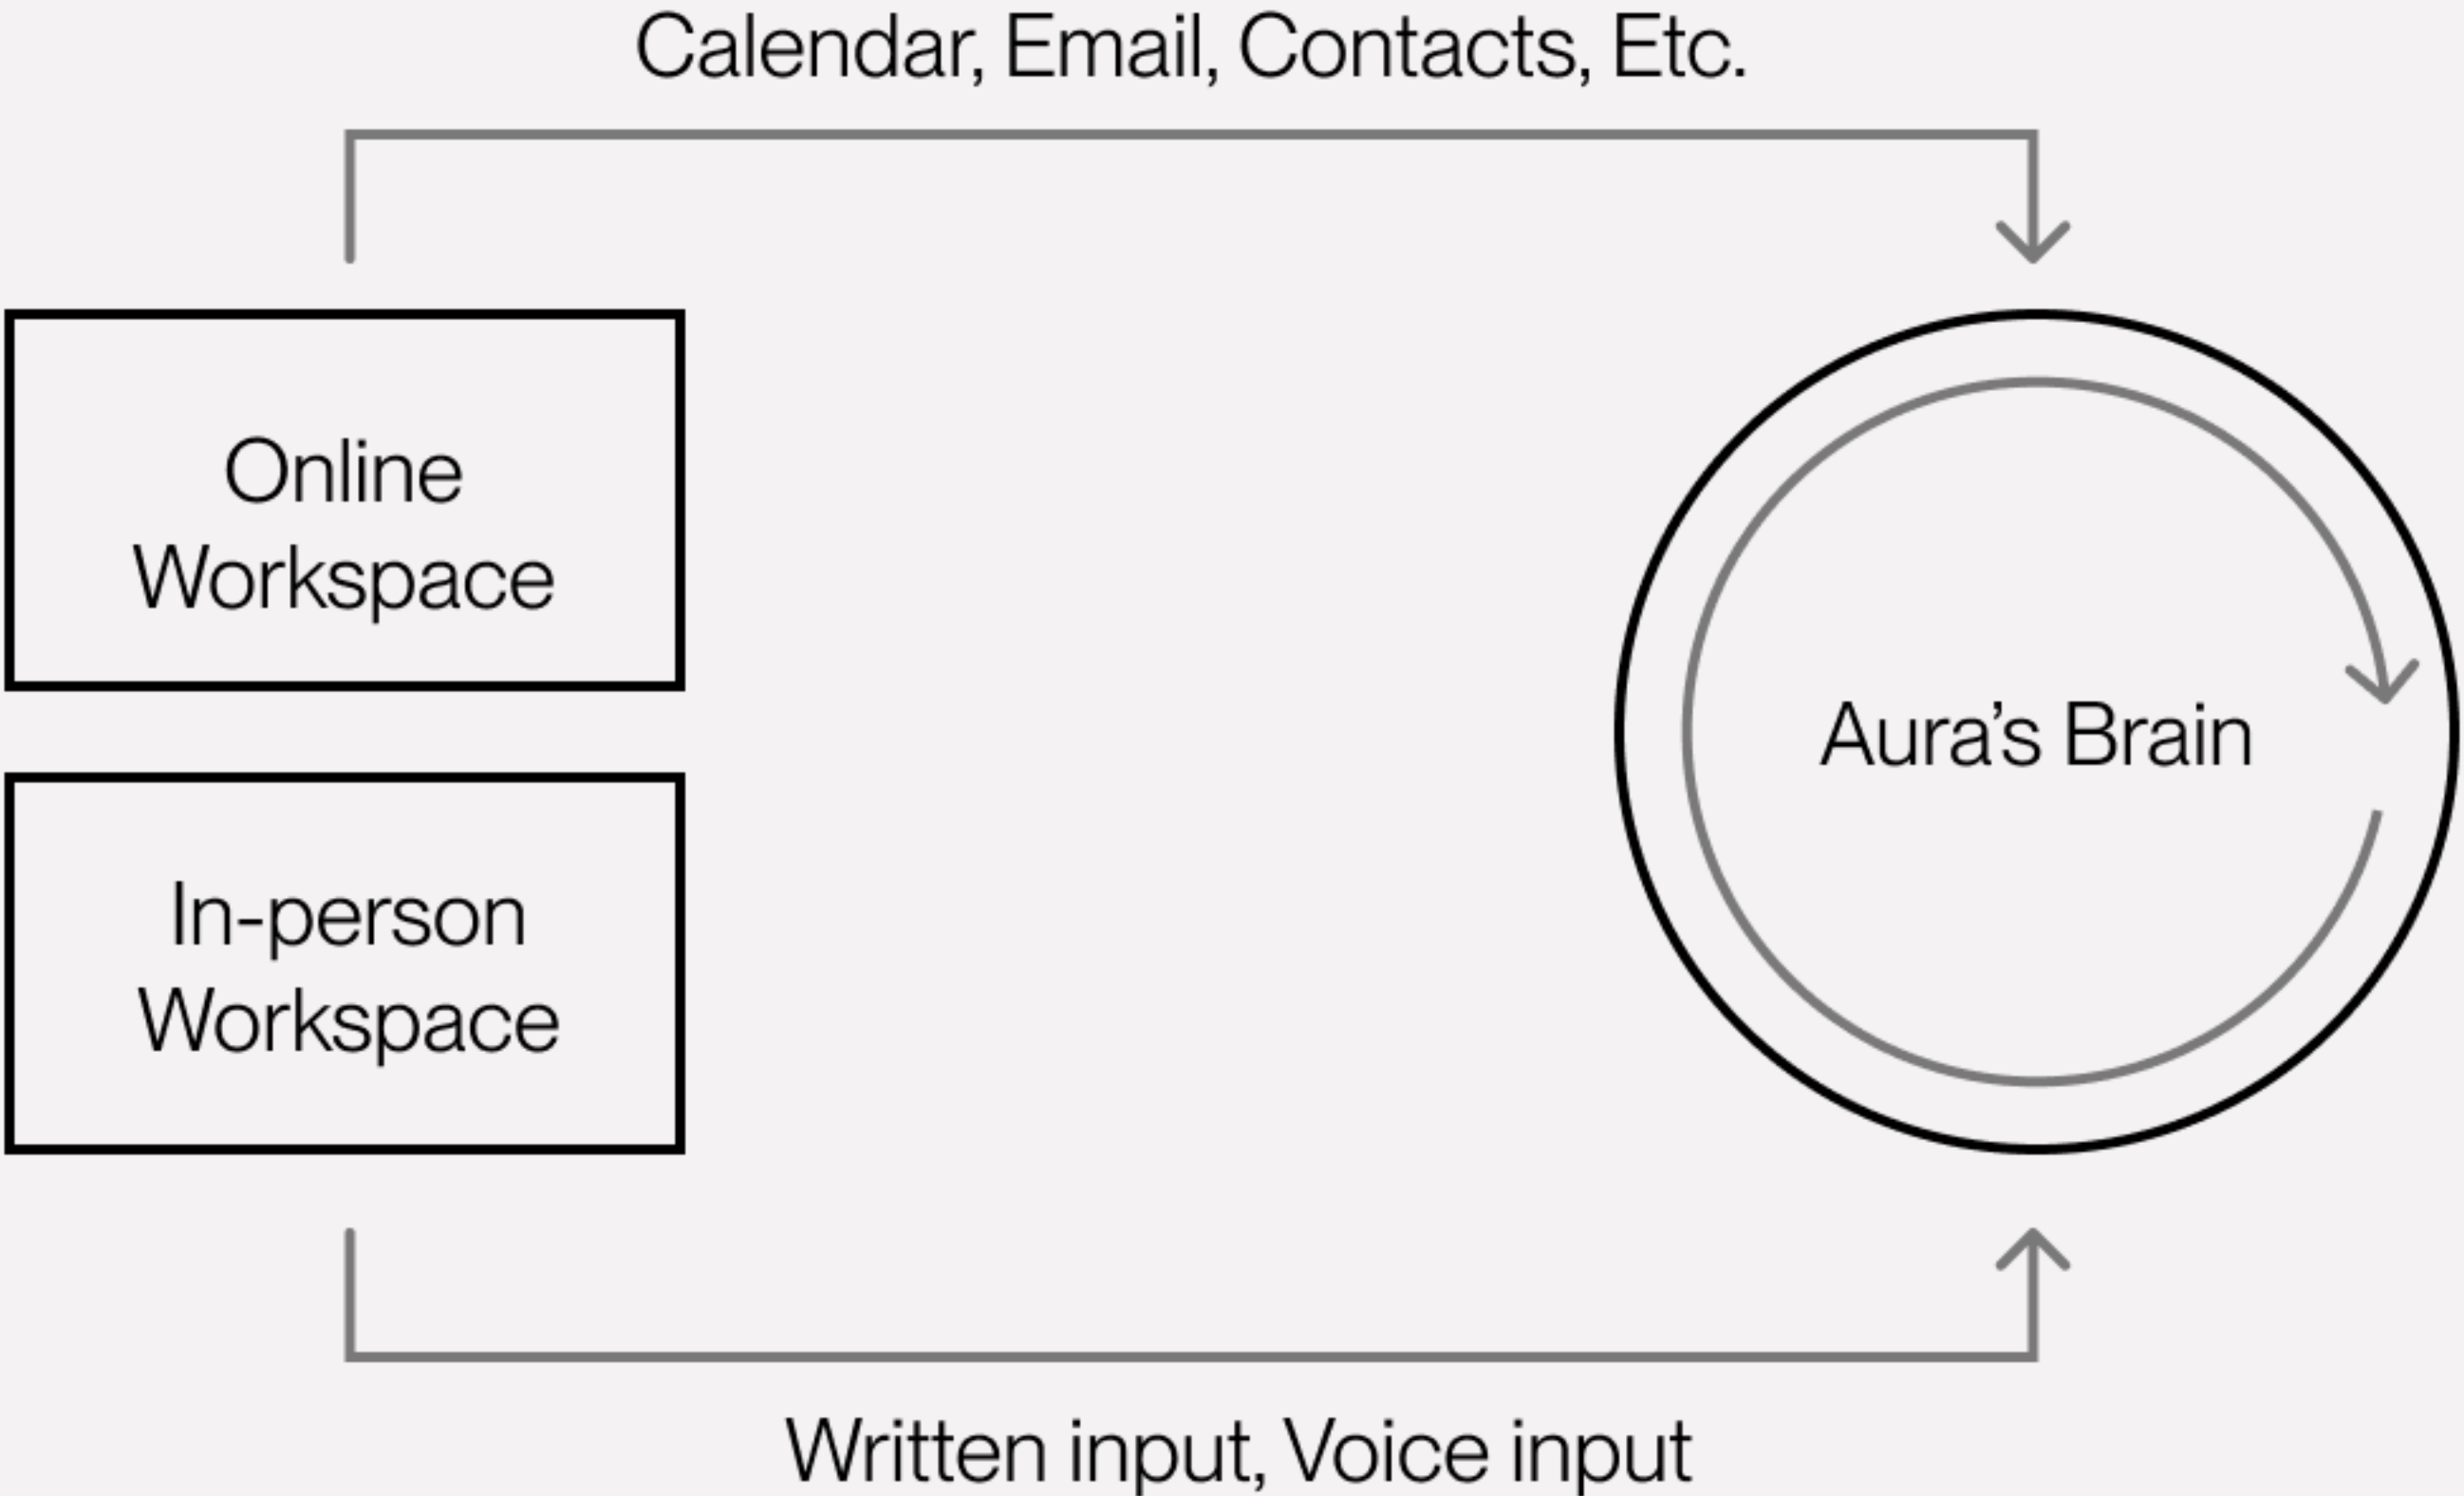 Calendar, Email, Contacts, Etc.
Online
Workspace
In-person
Workspace
Aura’s Brain
Written input, Voice input